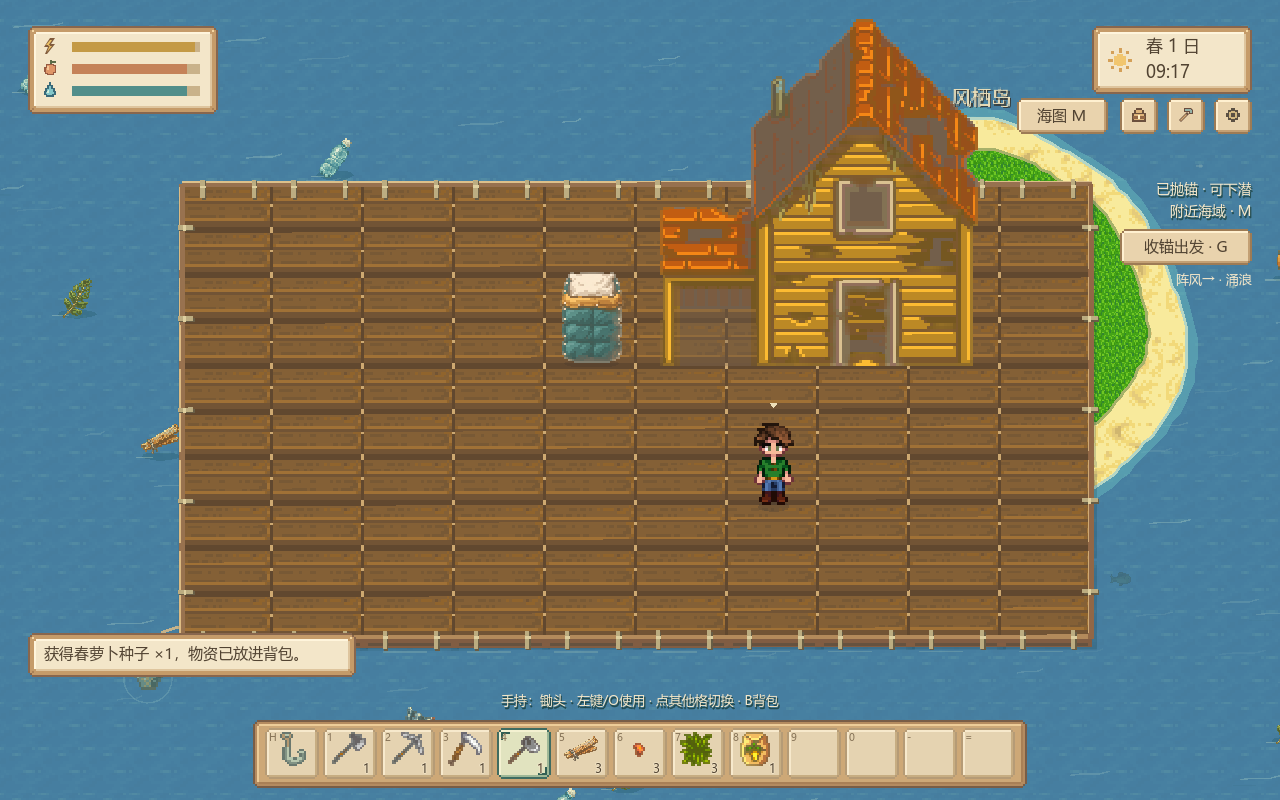 春 1 日
09:17
风栖岛
海图 M
已抛锚 · 可下潜
附近海域 · M
收锚出发 · G
阵风→ · 涌浪
获得春萝卜种子 ×1，物资已放进背包。
手持：锄头 · 左键/O使用 · 点其他格切换 · B背包
H 1 2 3 4 5 6 7 8 9 0 - =
1 1 1 1 3 3 3 1